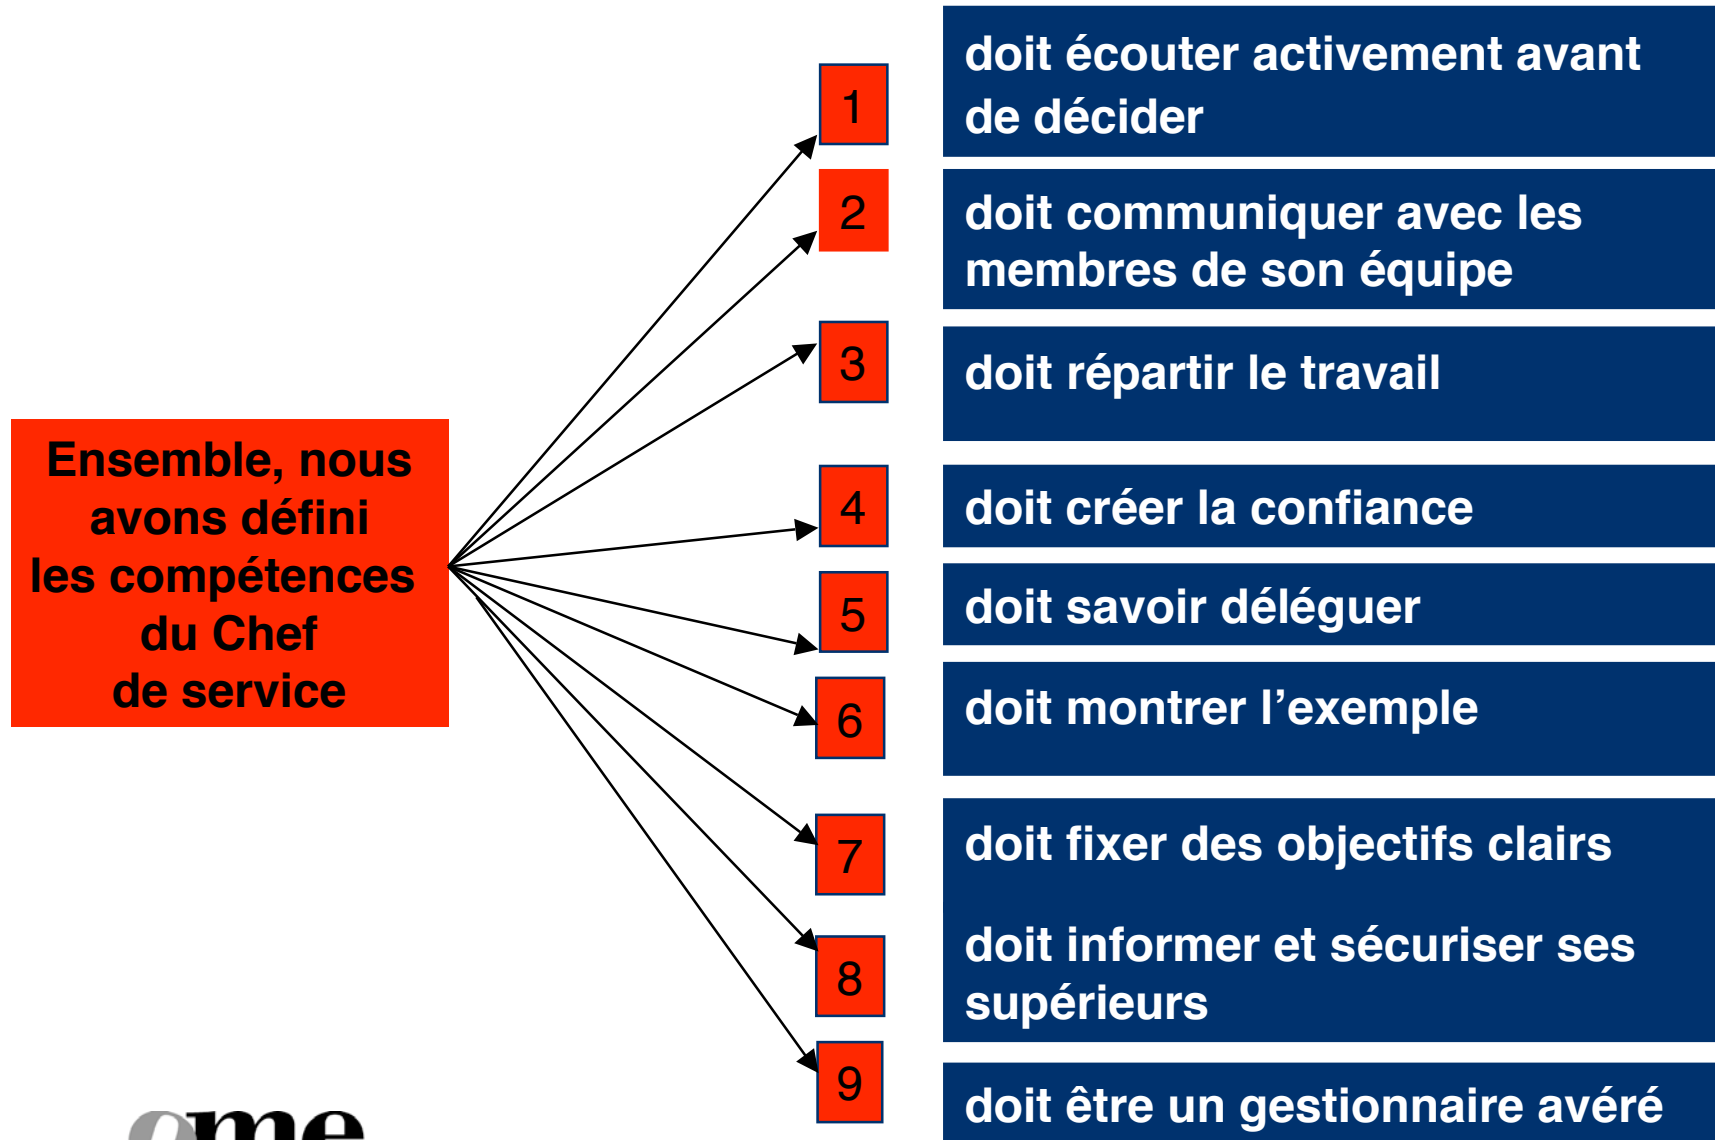 Ensemble, nous
avons défini
les compétences
du Chef
de service
1
doit écouter activement avant
de décider
2
doit communiquer avec les
membres de son équipe
3
doit répartir le travail
4
doit créer la confiance
5
doit savoir déléguer
6
doit montrer l’exemple
7
doit fixer des objectifs clairs
8
doit informer et sécuriser ses
supérieurs
9
doit être un gestionnaire avéré